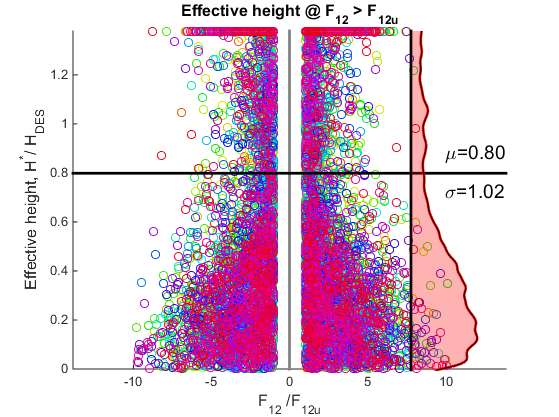 Effective height @ F12 > F12u
Effective height, H* / HDES
1.2
1
0.8
0.6
0.4
0.2
0
μ=0.80
σ=1.02
-10
-5
0
5
10
F12 /F12u